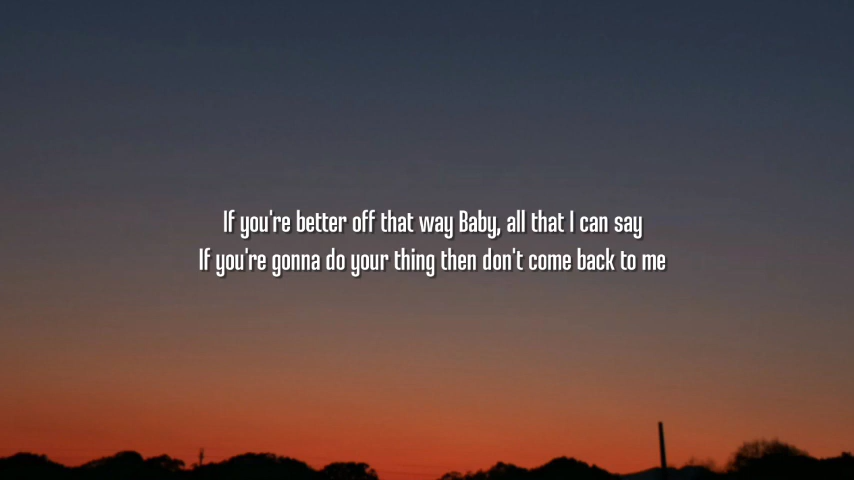 If you're better off that way Baby, all that I can say
If you're gonna do your thing then don't come back to me